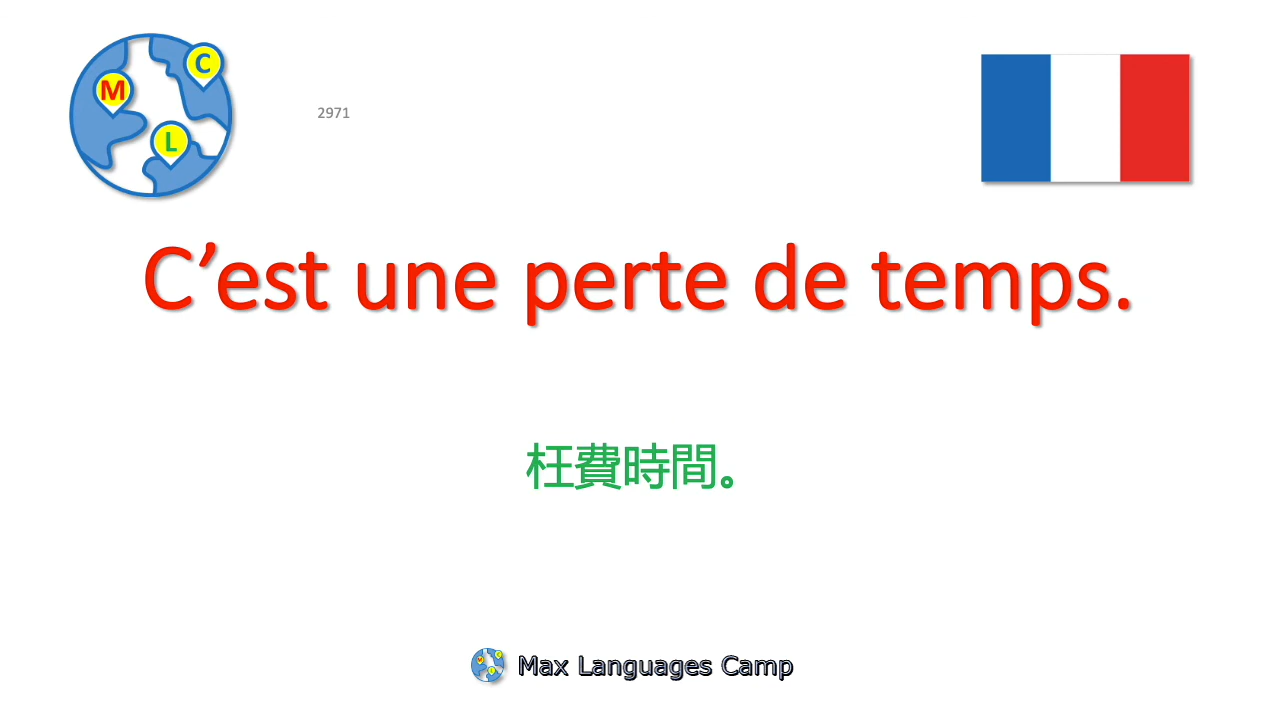 M
C
L
2971
C’est une perte de temps.
枉費時間。
Max Languages Camp